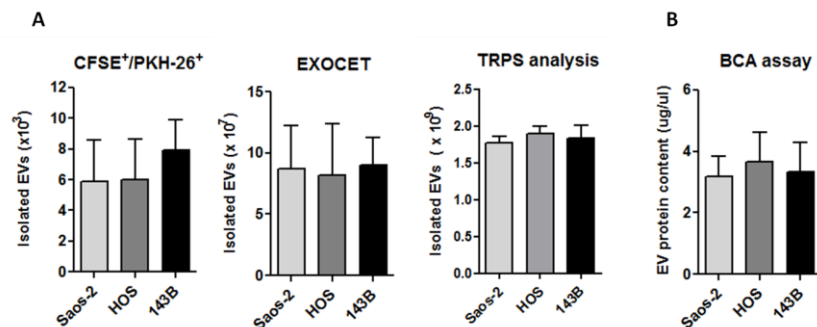 A
B
CFSE⁺/PKH-26⁺
Isolated EVs (x10³)
12
10
8
6
4
2
0
Saos-2
HOS
143B
EXOCET
Isolated EVs (x 10⁷)
15
10
5
0
Saos-2
HOS
143B
TRPS analysis
Isolated EVs ( x 10⁹)
2.5
2.0
1.5
1.0
0.5
0.0
Saos-2
HOS
143B
BCA assay
EV protein content (ug/ul)
6
4
2
0
Saos-2
HOS
143B